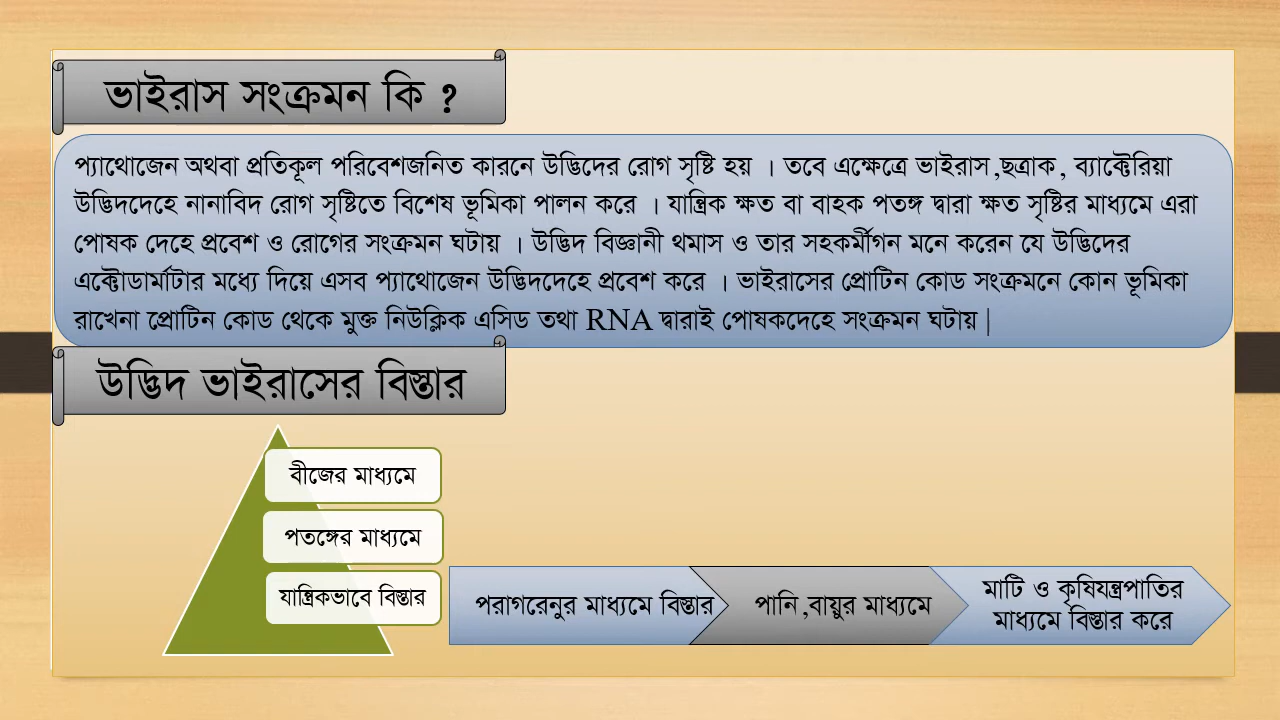 ভাইরাস সংক্রমন কি ?
প্যাথোজেন অথবা প্রতিকূল পরিবেশজনিত কারনে উদ্ভিদের রোগ সৃষ্টি হয় । তবে এক্ষেত্রে ভাইরাস ,ছত্রাক , ব্যাক্টেরিয়া
উদ্ভিদদেহে নানাবিদ রোগ সৃষ্টিতে বিশেষ ভূমিকা পালন করে । যান্ত্রিক ক্ষত বা বাহক পতঙ্গ দ্বারা ক্ষত সৃষ্টির মাধ্যমে এরা
পোষক দেহে প্রবেশ ও রোগের সংক্রমন ঘটায় । উদ্ভিদ বিজ্ঞানী থমাস ও তার সহকর্মীগন মনে করেন যে উদ্ভিদের
এক্টোডার্মাটার মধ্যে দিয়ে এসব প্যাথোজেন উদ্ভিদদেহে প্রবেশ করে । ভাইরাসের প্রোটিন কোড সংক্রমনে কোন ভূমিকা
রাখেনা প্রোটিন কোড থেকে মুক্ত নিউক্লিক এসিড তথা RNA দ্বারাই পোষকদেহে সংক্রমন ঘটায় |
উদ্ভিদ ভাইরাসের বিস্তার
বীজের মাধ্যমে
পতঙ্গের মাধ্যমে
যান্ত্রিকভাবে বিস্তার
পরাগরেনুর মাধ্যমে বিস্তার
পানি ,বায়ুর মাধ্যমে
মাটি ও কৃষিযন্ত্রপাতির
মাধ্যমে বিস্তার করে